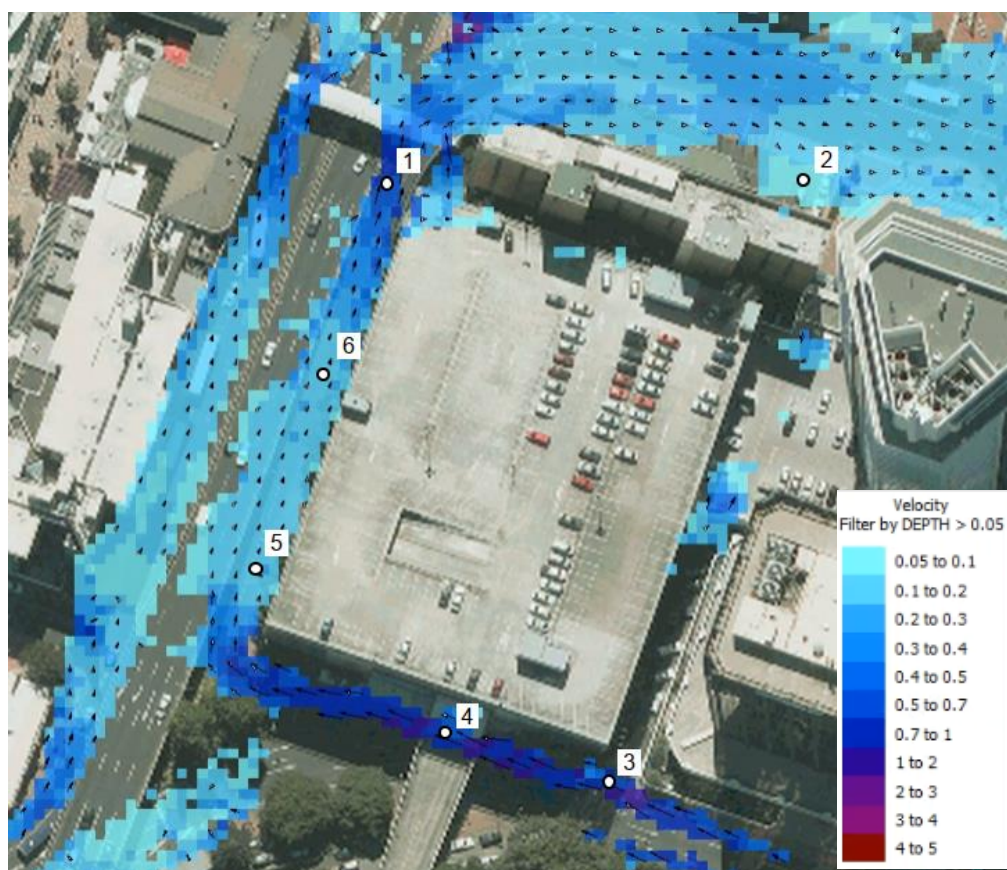 1
2
6
5
4
3
Velocity
Filter by DEPTH > 0.05
0.05 to 0.1
0.1 to 0.2
0.2 to 0.3
0.3 to 0.4
0.4 to 0.5
0.5 to 0.7
0.7 to 1
1 to 2
2 to 3
3 to 4
4 to 5